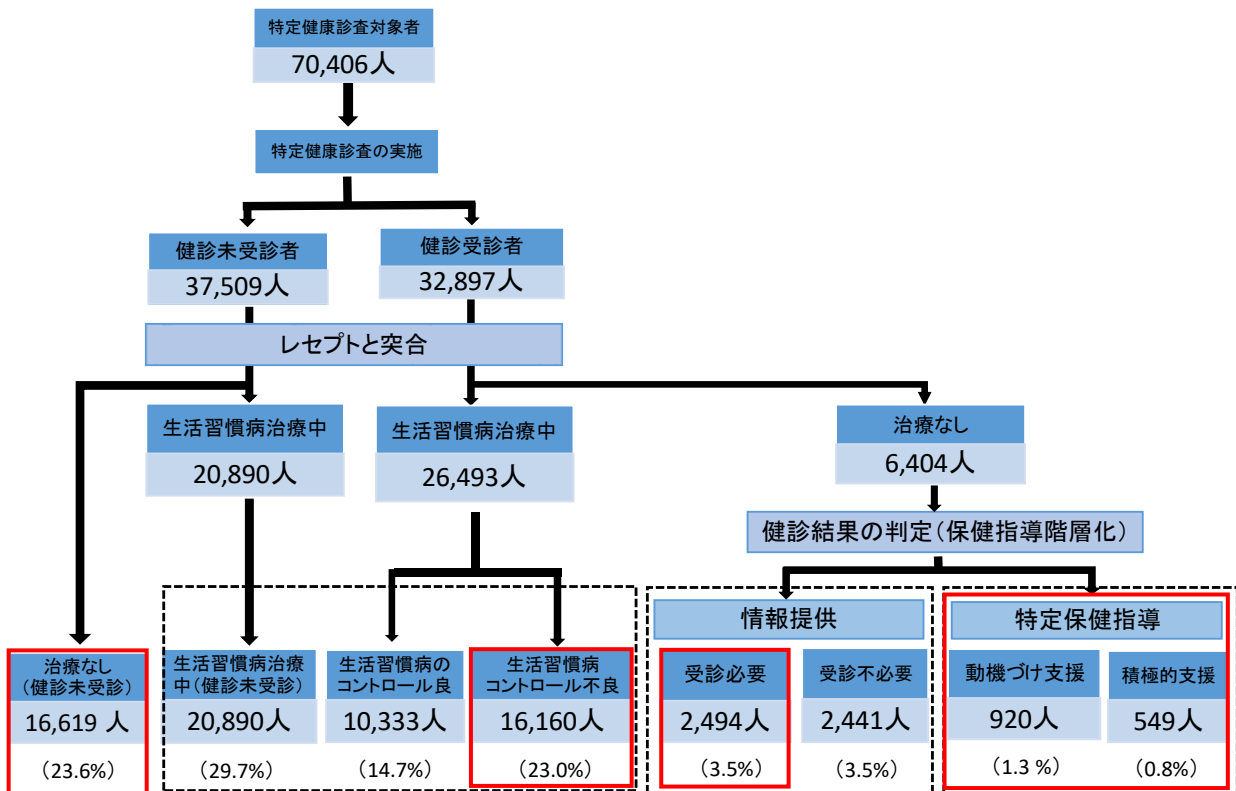 特定健康診査対象者
70,406人
特定健康診査の実施
健診未受診者
37,509人
健診受診者
32,897人
レセプトと突合
生活習慣病治療中
20,890人
生活習慣病治療中
26,493人
治療なし
6,404人
健診結果の判定(保健指導階層化)
情報提供
特定保健指導
治療なし
(健診未受診)
16,619 人
(23.6%)
生活習慣病治療
中(健診未受診)
20,890人
(29.7%)
生活習慣病の
コントロール良
10,333人
(14.7%)
生活習慣病
コントロール不良
16,160人
(23.0%)
受診必要
2,494人
(3.5%)
受診不必要
2,441人
(3.5%)
動機づけ支援
920人
(1.3 %)
積極的支援
549人
(0.8%)